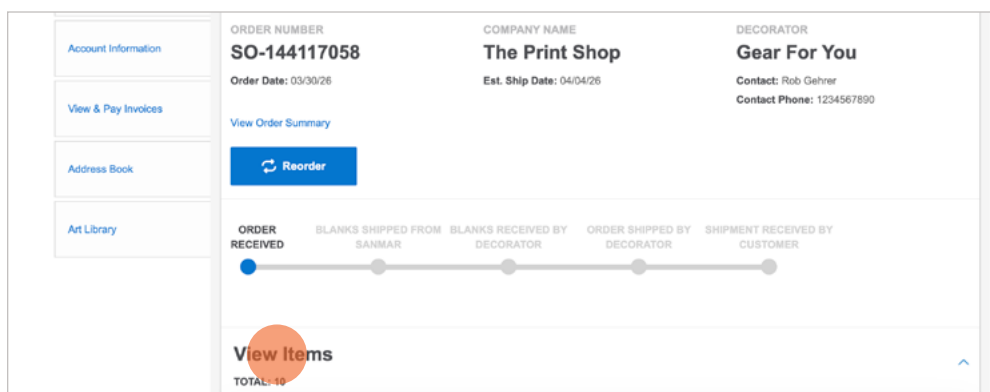 Account Information
View & Pay Invoices
Address Book
Art Library
ORDER NUMBER
SO-144117058
Order Date: 03/30/26
View Order Summary
Reorder
COMPANY NAME
The Print Shop
Est. Ship Date: 04/04/26
DECORATOR
Gear For You
Contact: Rob Gehrer
Contact Phone: 1234567890
ORDER
RECEIVED
BLANKS SHIPPED FROM
SANMAR
BLANKS RECEIVED BY
DECORATOR
ORDER SHIPPED BY
DECORATOR
SHIPMENT RECEIVED BY
CUSTOMER
View Items
TOTAL: 10